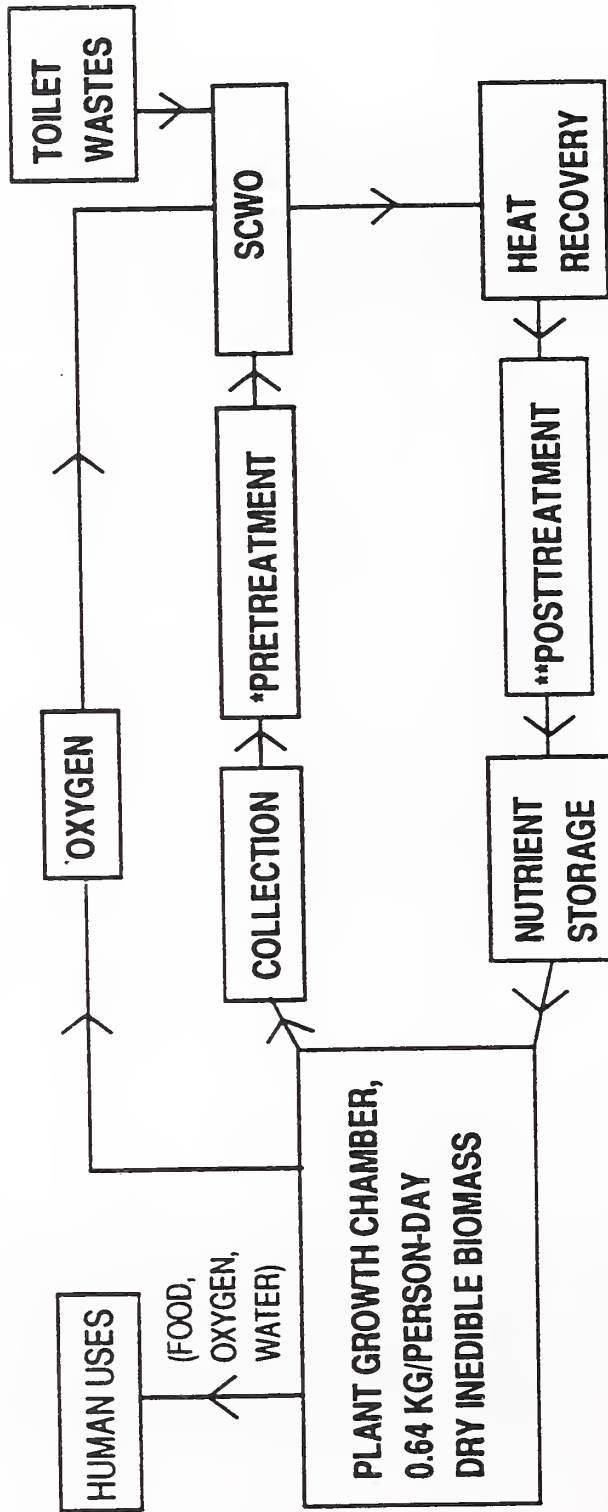 HUMAN USES
(FOOD,
OXYGEN,
WATER)
OXYGEN
TOILET
WASTES
PLANT GROWTH CHAMBER,
0.64 KG/PERSON-DAY
DRY INEDIBLE BIOMASS
COLLECTION
*PRETREATMENT
SCWO
NUTRIENT
STORAGE
**POSTTREATMENT
HEAT
RECOVERY